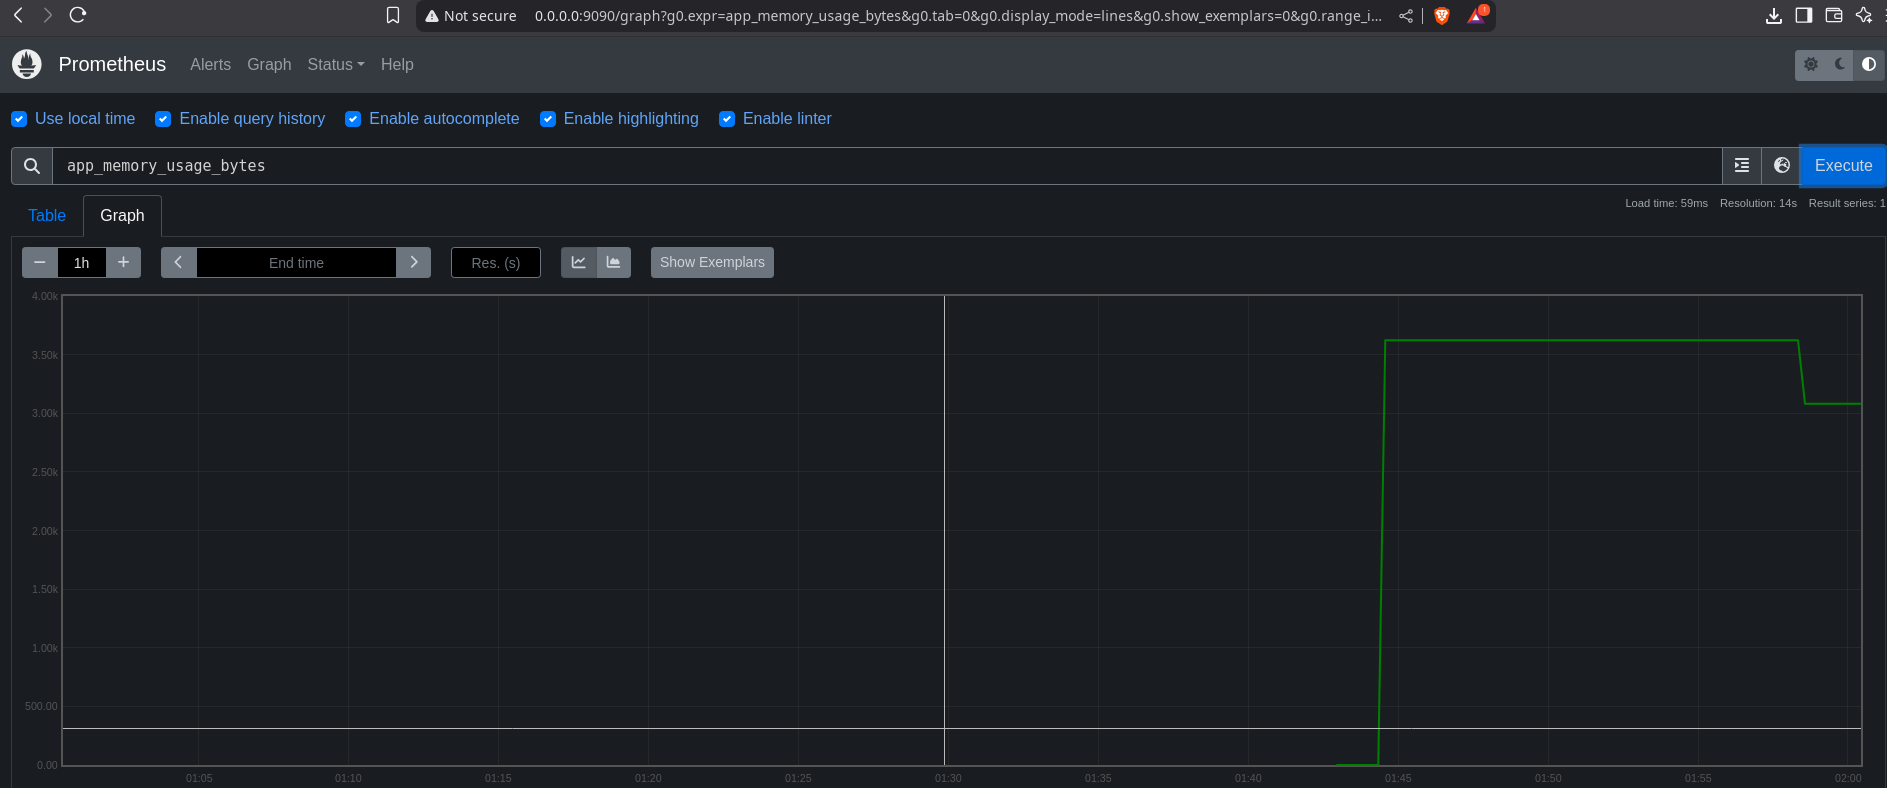 Not secure 0.0.0.0:9090/graph?g0.expr=app_memory_usage_bytes&g0.tab=0&g0.display_mode=lines&g0.show_exemplars=0&g0.range_i...
Prometheus Alerts Graph Status Help
Use local time Enable query history Enable autocomplete Enable highlighting Enable linter
app_memory_usage_bytes Execute
Table Graph Load time: 59ms Resolution: 14s Result series: 1
1h End time Res. (s) Show Exemplars
4.00k
3.50k
3.00k
2.50k
2.00k
1.50k
1.00k
500.00
0.00
01:05 01:10 01:15 01:20 01:25 01:30 01:35 01:40 01:45 01:50 01:55 02:00